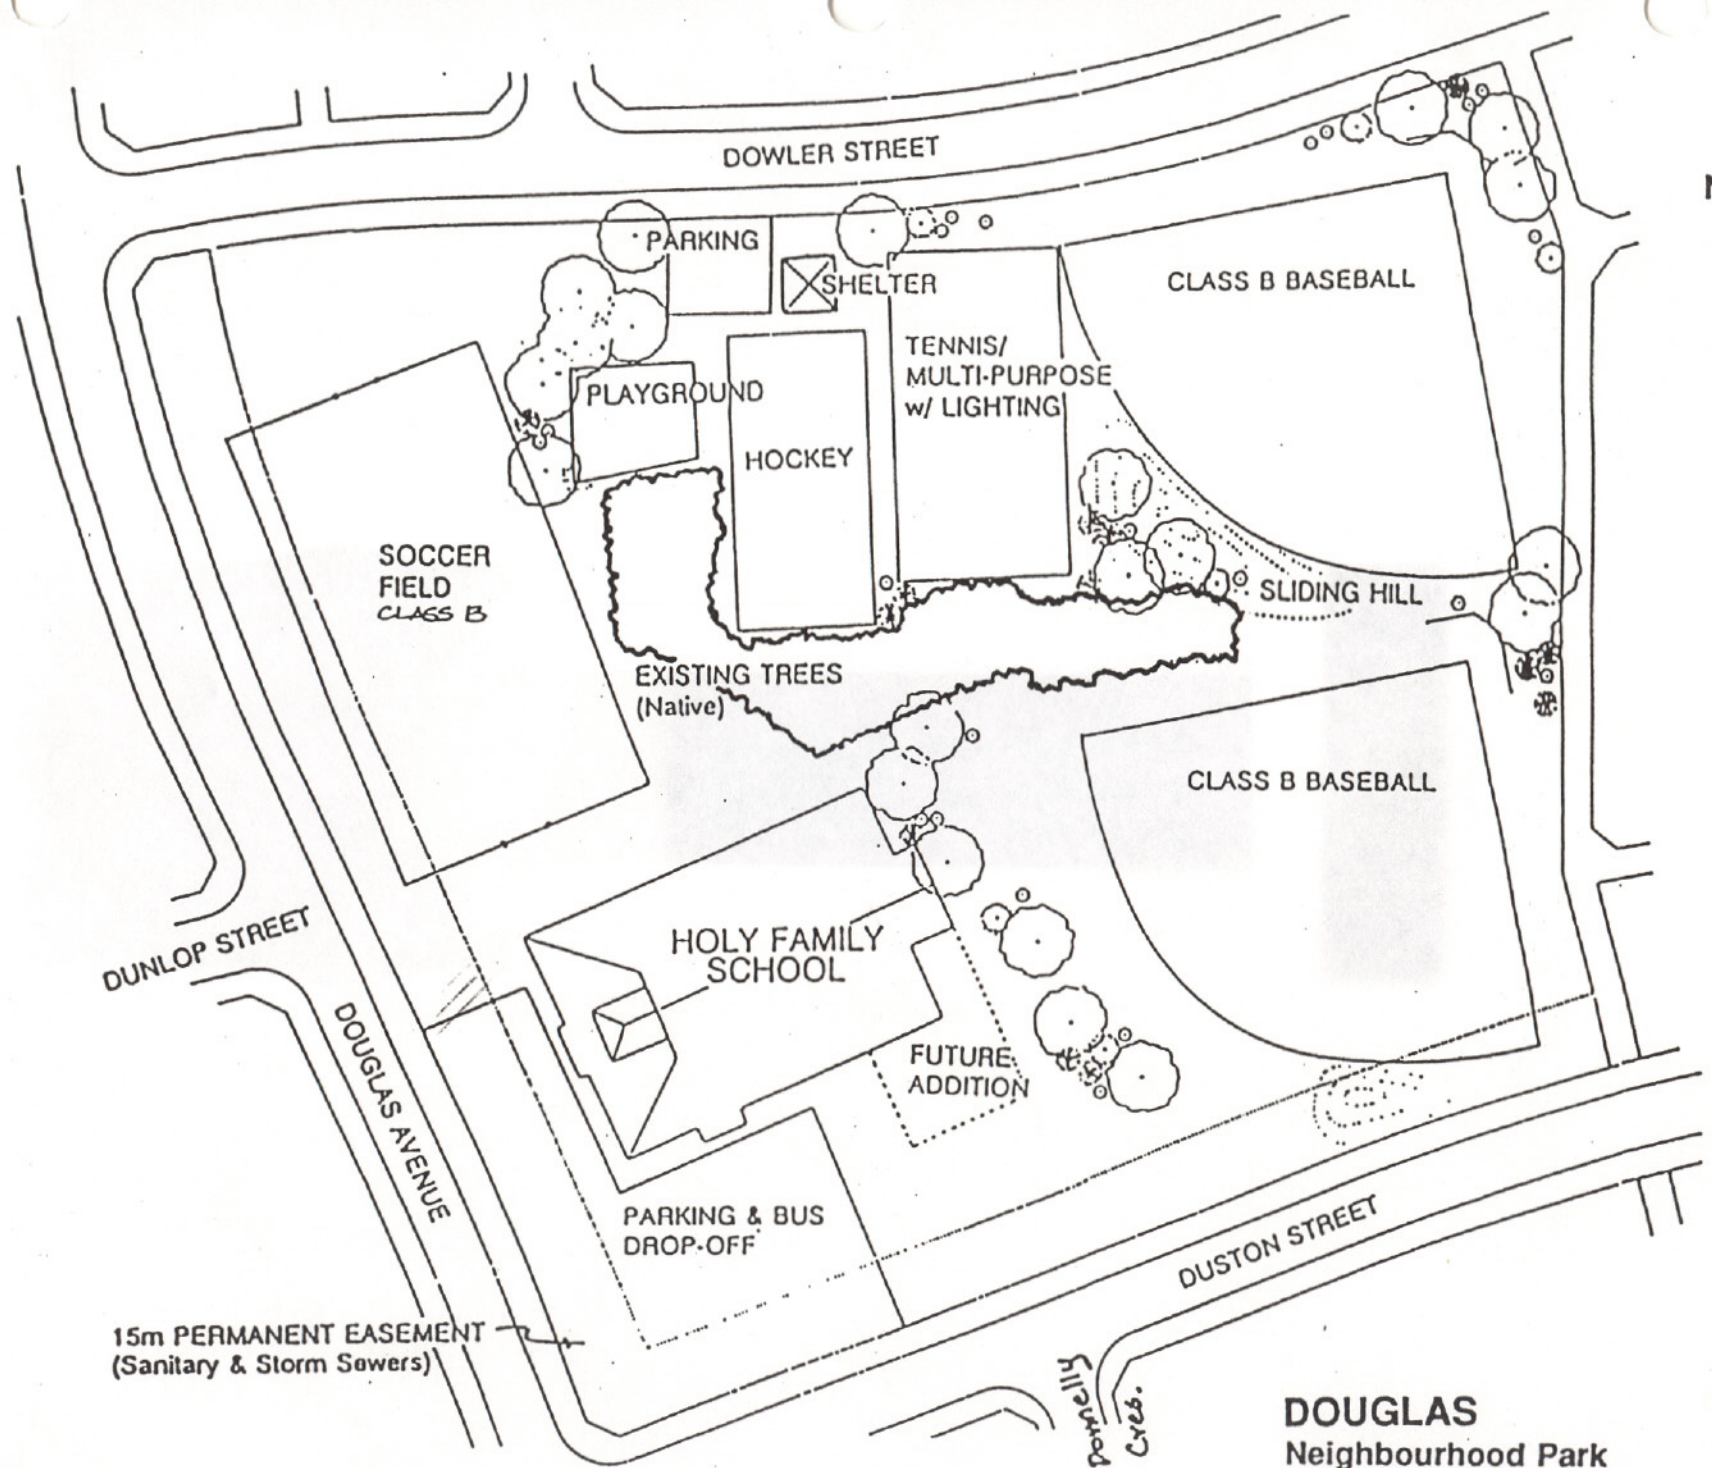 DOWLER STREET
PARKING
SHELTER
CLASS B BASEBALL
TENNIS/
MULTI-PURPOSE
w/ LIGHTING
PLAYGROUND
HOCKEY
SOCCER
FIELD
CLASS B
SLIDING HILL
EXISTING TREES
(Native)
CLASS B BASEBALL
DUNLOP STREET
HOLY FAMILY
SCHOOL
DOUGLAS AVENUE
FUTURE
ADDITION
PARKING & BUS
DROP-OFF
DUSTON STREET
15m PERMANENT EASEMENT
(Sanitary & Storm Sewers)
Donnelly
Cres.
DOUGLAS
Neighbourhood Park